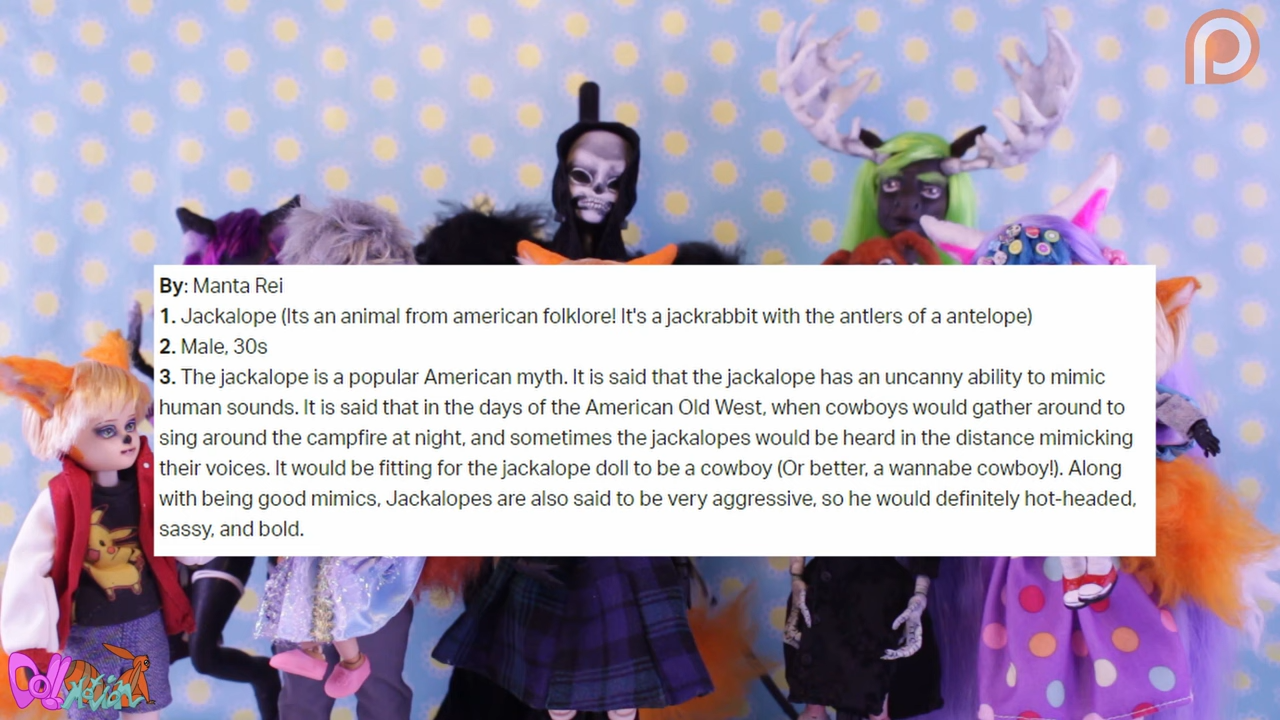 By: Manta Rei
1. Jackalope (Its an animal from american folklore! It's a jackrabbit with the antlers of a antelope)
2. Male, 30s
3. The jackalope is a popular American myth. It is said that the jackalope has an uncanny ability to mimic
human sounds. It is said that in the days of the American Old West, when cowboys would gather around to
sing around the campfire at night, and sometimes the jackalopes would be heard in the distance mimicking
their voices. It would be fitting for the jackalope doll to be a cowboy (Or better, a wannabe cowboy!). Along
with being good mimics, Jackalopes are also said to be very aggressive, so he would definitely hot-headed,
sassy, and bold.